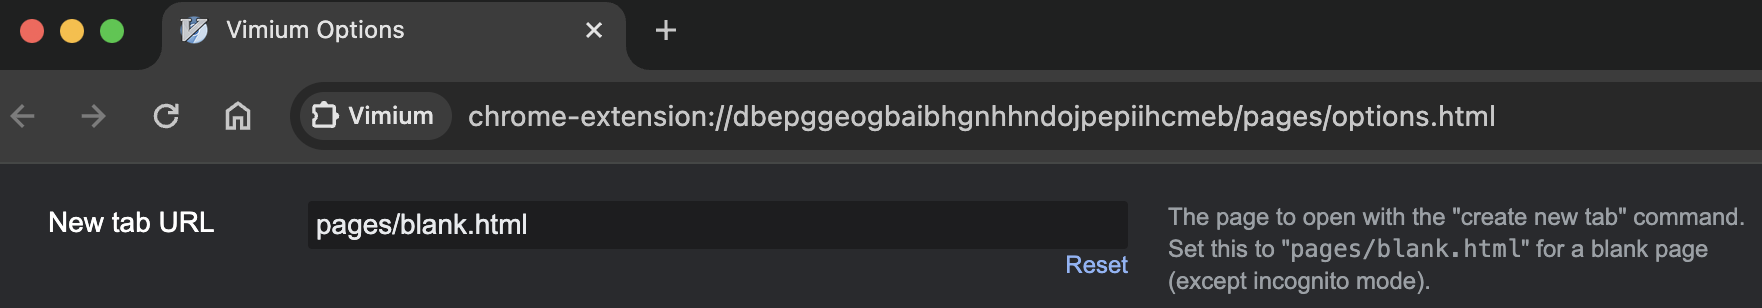 Vimium Options
Vimium chrome-extension://dbepggeogbaibhgnhhndojpepiihcmeb/pages/options.html
New tab URL
pages/blank.html
Reset
The page to open with the "create new tab" command.
Set this to "pages/blank.html" for a blank page
(except incognito mode).